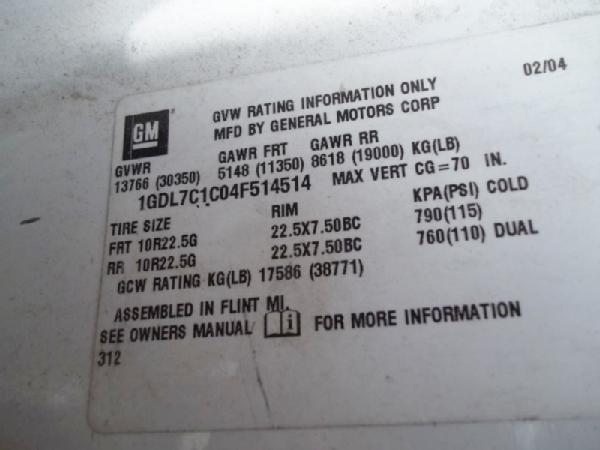 02/04
GM
GVW RATING INFORMATION ONLY
MFD BY GENERAL MOTORS CORP
GVWR GAWR FRT GAWR RR
13766 (30350) 5148 (11350) 8618 (19000) KG(LB)
1GDL7C1C04F514514 MAX VERT CG=70 IN.
TIRE SIZE RIM KPA(PSI) COLD
FRT 10R22.5G 22.5X7.50BC 790(115)
RR 10R22.5G 22.5X7.50BC 760(110) DUAL
GCW RATING KG(LB) 17586 (38771)
ASSEMBLED IN FLINT MI.
SEE OWNERS MANUAL i FOR MORE INFORMATION
312